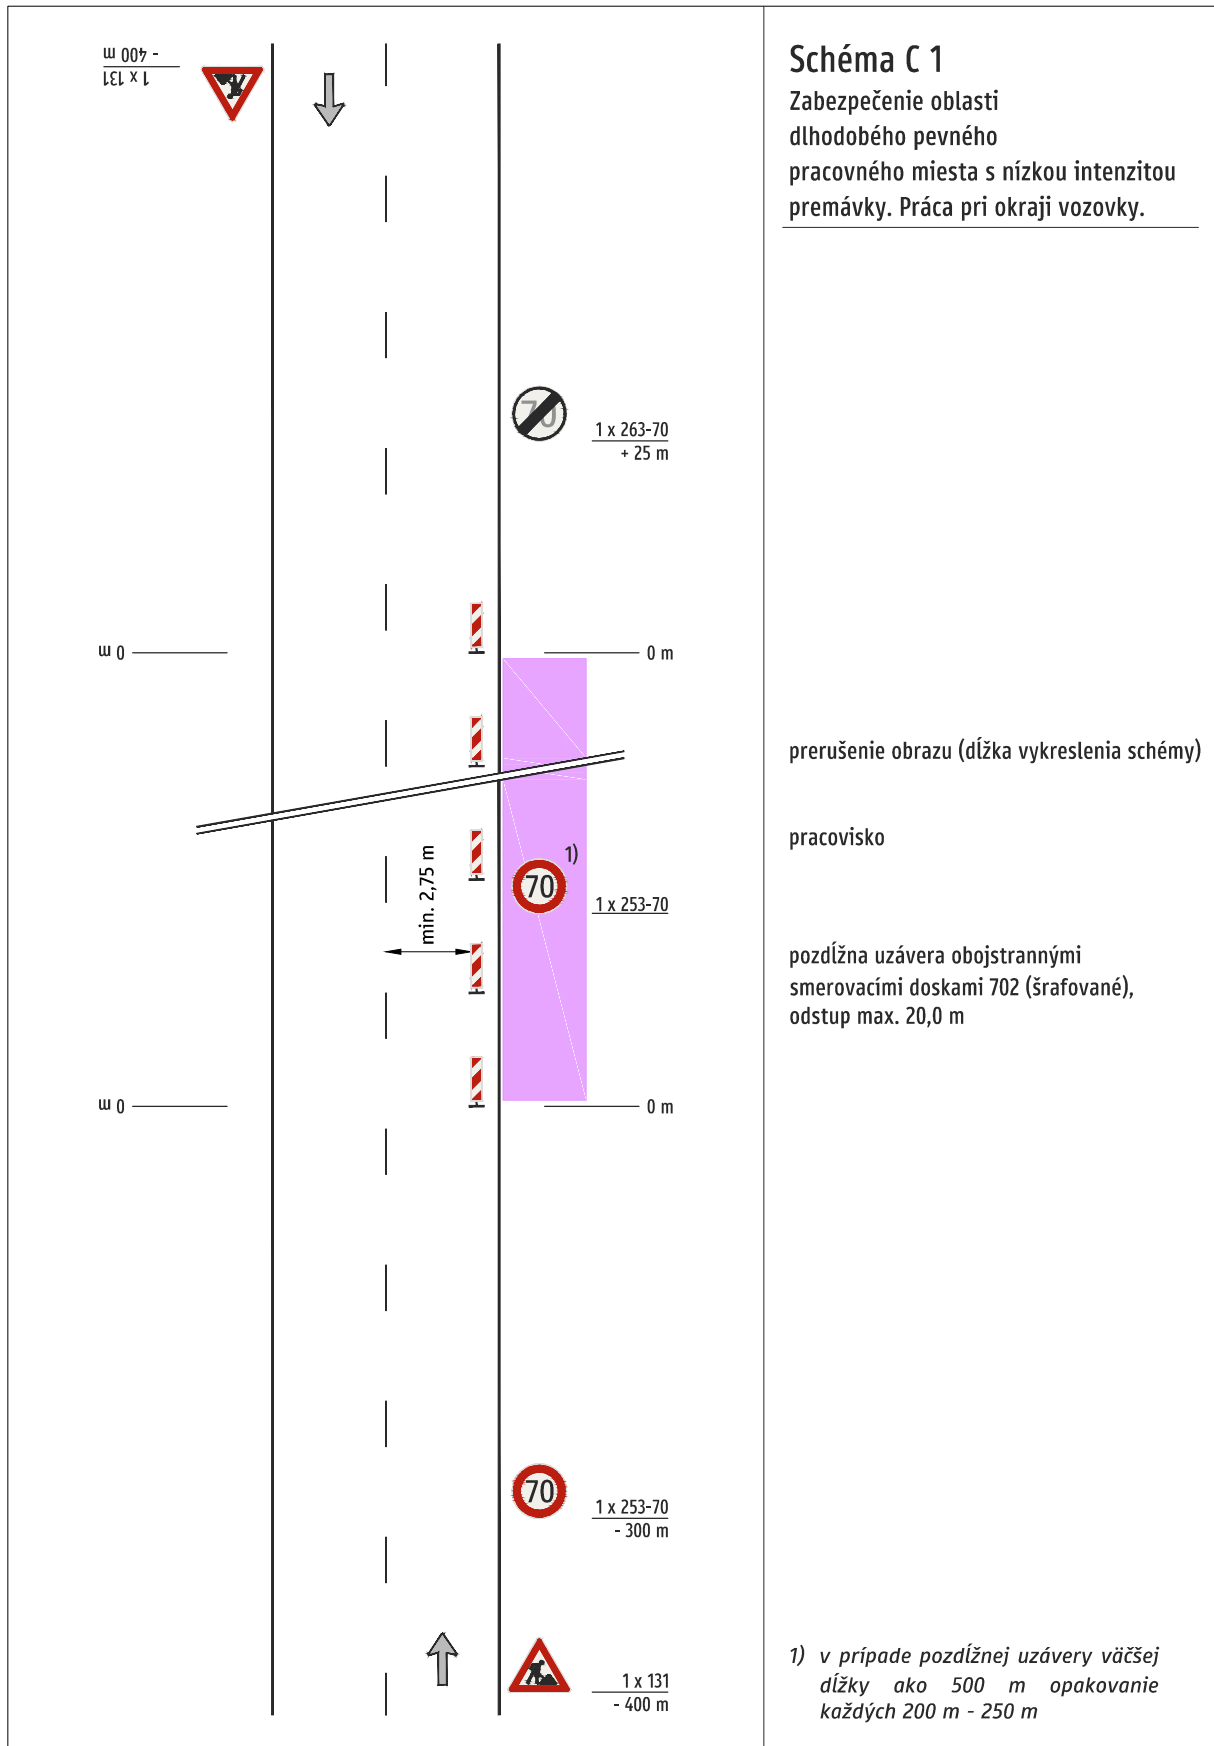 Schéma C 1
Zabezpečenie oblasti
dlhodobého pevného
pracovného miesta s nízkou intenzitou
premávky. Práca pri okraji vozovky.
1 x 131
- 400 m
70
1 x 263-70
+ 25 m
0 m
0 m
prerušenie obrazu (dĺžka vykreslenia schémy)
pracovisko
min. 2,75 m
1)
70
1 x 253-70
pozdĺžna uzávera obojstrannými
smerovacími doskami 702 (šrafované),
odstup max. 20,0 m
0 m
0 m
70
1 x 253-70
- 300 m
1 x 131
- 400 m
1) v prípade pozdĺžnej uzávery väčšej
dĺžky ako 500 m opakovanie
každých 200 m - 250 m